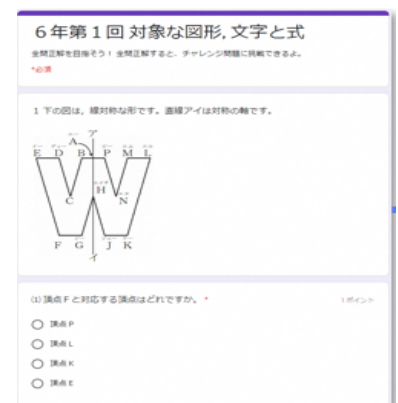 6年第1回 対象な図形, 文字と式
全問正解を目指そう! 全問正解すると、チャレンジ問題に挑戦できるよ。
*必須
1 下の図は、線対称な形です。直線アイは対称の軸です。
ア
A
E D B P M L
H
C N
F G J K
イ
(1) 頂点Fと対応する頂点はどれですか。 * 1 ポイント
頂点 P
頂点 L
頂点 K
頂点 E